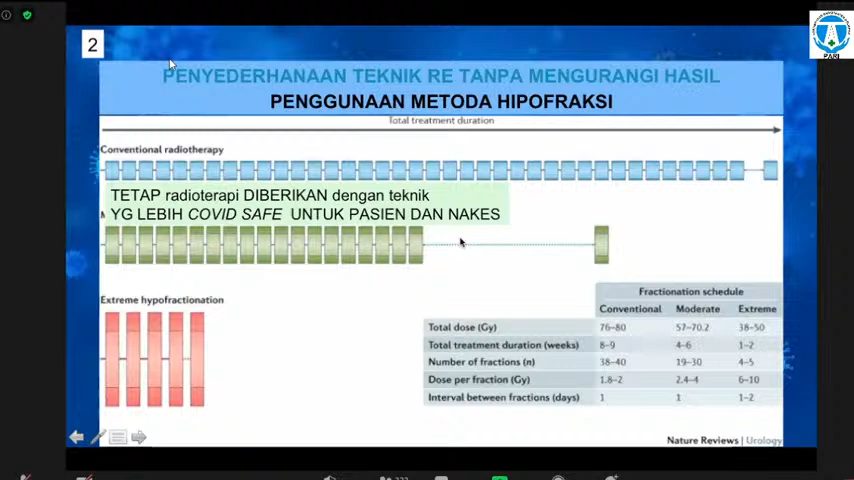 2
PENYEDERHANAAN TEKNIK RE TANPA MENGURANGI HASIL
PENGGUNAAN METODA HIPOFRAKSI
Total treatment duration
Conventional radiotherapy
TETAP radioterapi DIBERIKAN dengan teknik
YG LEBIH COVID SAFE UNTUK PASIEN DAN NAKES
Extreme hypofractionation
Fractionation schedule
Conventional Moderate Extreme
Total dose (Gy) 76–80 57–70.2 38–50
Total treatment duration (weeks) 8–9 4–6 1–2
Number of fractions (n) 38–40 19–30 4–5
Dose per fraction (Gy) 1.8–2 2.4–4 6–10
Interval between fractions (days) 1 1 1–2
Nature Reviews | Urology
PARI